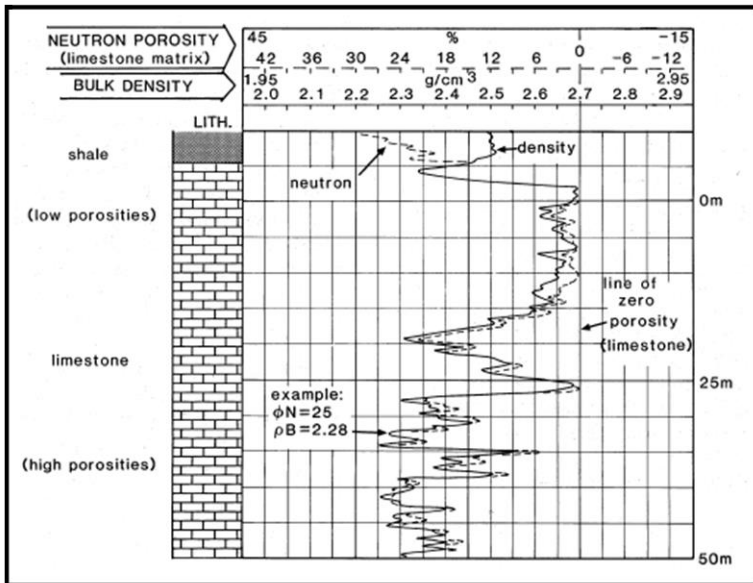 NEUTRON POROSITY
(limestone matrix)
45 % 0 -15
42 36 30 24 18 12 6 -6 -12
BULK DENSITY
1.95 g/cm3 2.95
2.0 2.1 2.2 2.3 2.4 2.5 2.6 2.7 2.8 2.9
LITH.
shale
density
neutron
0m
(low porosities)
line of
zero
porosity
(limestone)
limestone
25m
example:
φN=25
ρB=2.28
(high porosities)
50m